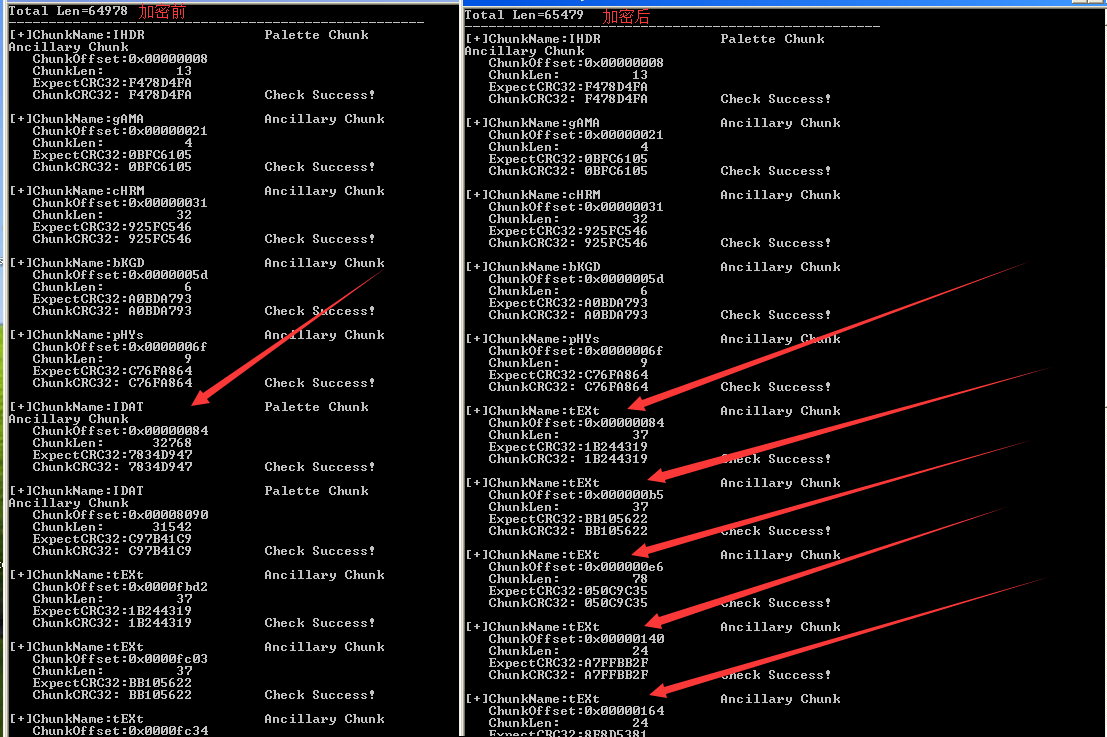 Total Len=64978 加密前
[+]ChunkName:IHDR Palette Chunk
Ancillary Chunk
ChunkOffset:0x00000008
ChunkLen: 13
ExpectCRC32:F478D4FA
ChunkCRC32: F478D4FA Check Success!
[+]ChunkName:gAMA Ancillary Chunk
ChunkOffset:0x00000021
ChunkLen: 4
ExpectCRC32:0BFC6105
ChunkCRC32: 0BFC6105 Check Success!
[+]ChunkName:cHRM Ancillary Chunk
ChunkOffset:0x00000031
ChunkLen: 32
ExpectCRC32:925FC546
ChunkCRC32: 925FC546 Check Success!
[+]ChunkName:bKGD Ancillary Chunk
ChunkOffset:0x0000005d
ChunkLen: 6
ExpectCRC32:A0BDA793
ChunkCRC32: A0BDA793 Check Success!
[+]ChunkName:pHYs Ancillary Chunk
ChunkOffset:0x0000006f
ChunkLen: 9
ExpectCRC32:C76FA864
ChunkCRC32: C76FA864 Check Success!
[+]ChunkName:IDAT Palette Chunk
Ancillary Chunk
ChunkOffset:0x00000084
ChunkLen: 32768
ExpectCRC32:7834D947
ChunkCRC32: 7834D947 Check Success!
[+]ChunkName:IDAT Palette Chunk
Ancillary Chunk
ChunkOffset:0x00008090
ChunkLen: 31542
ExpectCRC32:C97B41C9
ChunkCRC32: C97B41C9 Check Success!
[+]ChunkName:tEXt Ancillary Chunk
ChunkOffset:0x0000fbd2
ChunkLen: 37
ExpectCRC32:1B244319
ChunkCRC32: 1B244319 Check Success!
[+]ChunkName:tEXt Ancillary Chunk
ChunkOffset:0x0000fc03
ChunkLen: 37
ExpectCRC32:BB105622
ChunkCRC32: BB105622 Check Success!
[+]ChunkName:tEXt Ancillary Chunk
ChunkOffset:0x0000fc34
Total Len=65479 加密后
[+]ChunkName:IHDR Palette Chunk
Ancillary Chunk
ChunkOffset:0x00000008
ChunkLen: 13
ExpectCRC32:F478D4FA
ChunkCRC32: F478D4FA Check Success!
[+]ChunkName:gAMA Ancillary Chunk
ChunkOffset:0x00000021
ChunkLen: 4
ExpectCRC32:0BFC6105
ChunkCRC32: 0BFC6105 Check Success!
[+]ChunkName:cHRM Ancillary Chunk
ChunkOffset:0x00000031
ChunkLen: 32
ExpectCRC32:925FC546
ChunkCRC32: 925FC546 Check Success!
[+]ChunkName:bKGD Ancillary Chunk
ChunkOffset:0x0000005d
ChunkLen: 6
ExpectCRC32:A0BDA793
ChunkCRC32: A0BDA793 Check Success!
[+]ChunkName:pHYs Ancillary Chunk
ChunkOffset:0x0000006f
ChunkLen: 9
ExpectCRC32:C76FA864
ChunkCRC32: C76FA864 Check Success!
[+]ChunkName:tEXt Ancillary Chunk
ChunkOffset:0x00000084
ChunkLen: 37
ExpectCRC32:1B244319
ChunkCRC32: 1B244319 Check Success!
[+]ChunkName:tEXt Ancillary Chunk
ChunkOffset:0x000000b5
ChunkLen: 37
ExpectCRC32:BB105622
ChunkCRC32: BB105622 Check Success!
[+]ChunkName:tEXt Ancillary Chunk
ChunkOffset:0x000000e6
ChunkLen: 78
ExpectCRC32:050C9C35
ChunkCRC32: 050C9C35 Check Success!
[+]ChunkName:tEXt Ancillary Chunk
ChunkOffset:0x00000140
ChunkLen: 24
ExpectCRC32:A7FFBB2F
ChunkCRC32: A7FFBB2F Check Success!
[+]ChunkName:tEXt Ancillary Chunk
ChunkOffset:0x00000164
ChunkLen: 24
ExpectCRC32:8F8D5381